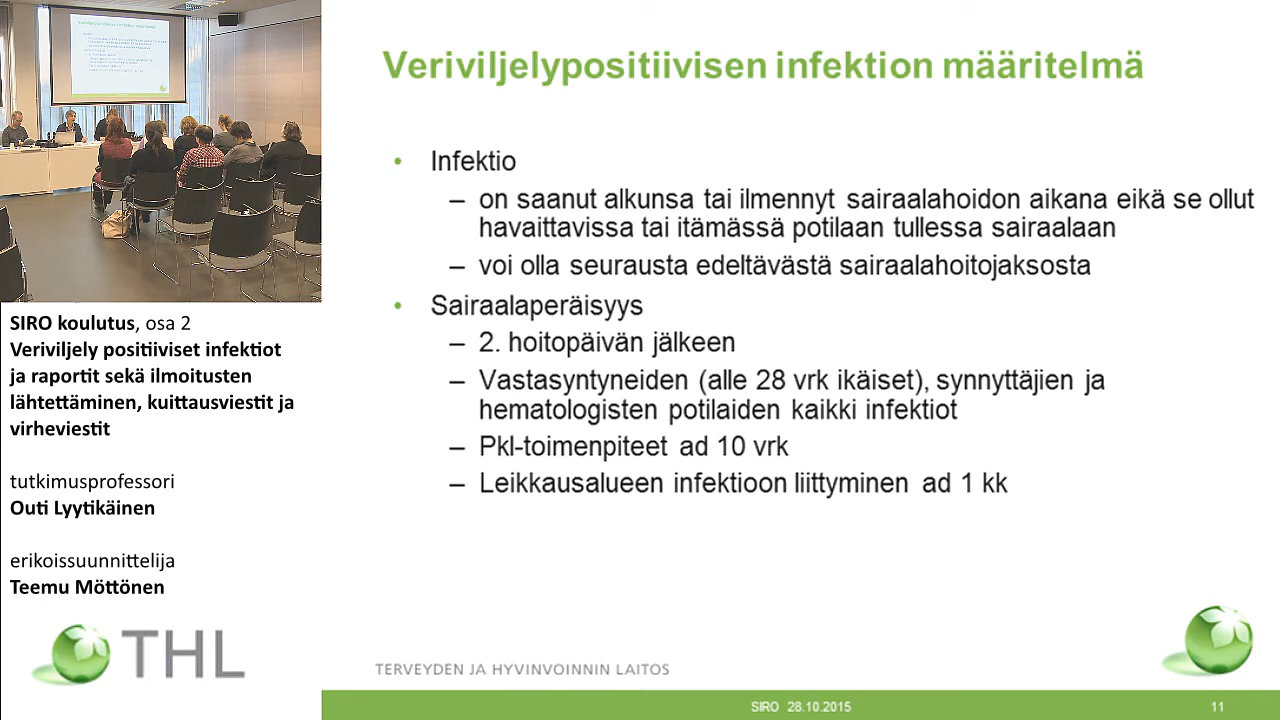 Veriviljelypositiivisen infektion määritelmä
• Infektio
– on saanut alkunsa tai ilmennyt sairaalahoidon aikana eikä se ollut
havaittavissa tai itämässä potilaan tullessa sairaalaan
– voi olla seurausta edeltävästä sairaalahoitojaksosta
• Sairaalaperäisyys
– 2. hoitopäivän jälkeen
– Vastasyntyneiden (alle 28 vrk ikäiset), synnyttäjien ja
hematologisten potilaiden kaikki infektiot
– Pkl-toimenpiteet ad 10 vrk
– Leikkausalueen infektioon liittyminen ad 1 kk
SIRO koulutus, osa 2
Veriviljely positiiviset infektiot
ja raportit sekä ilmoitusten
lähtettäminen, kuittausviestit ja
virheviestit
tutkimusprofessori
Outi Lyytikäinen
erikoissuunnittelija
Teemu Möttönen
THL
TERVEYDEN JA HYVINVOINNIN LAITOS
SIRO 28.10.2015
11